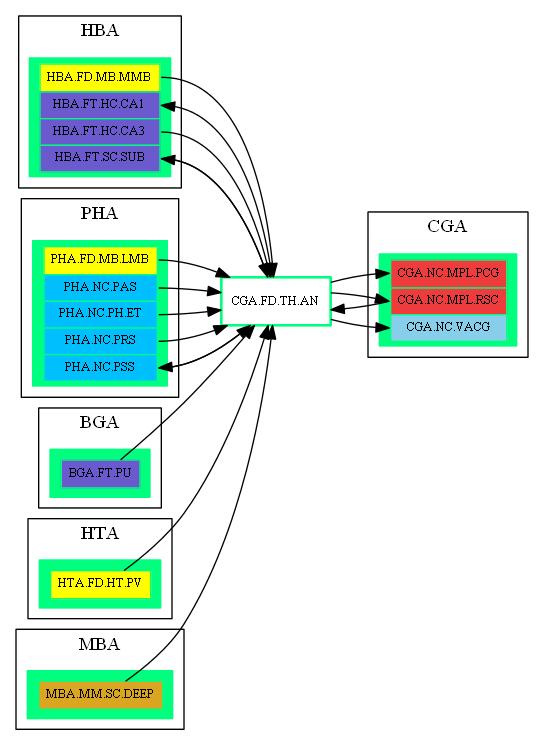 HBA
HBA.FD.MB.MMB
HBA.FT.HC.CA1
HBA.FT.HC.CA3
HBA.FT.SC.SUB
PHA
PHA.FD.MB.LMB
PHA.NC.PAS
PHA.NC.PH.ET
PHA.NC.PRS
PHA.NC.PSS
BGA
BGA.FT.PU
HTA
HTA.FD.HT.PV
MBA
MBA.MM.SC.DEEP
CGA.FD.TH.AN
CGA
CGA.NC.MPL.PCG
CGA.NC.MPL.RSC
CGA.NC.VACG